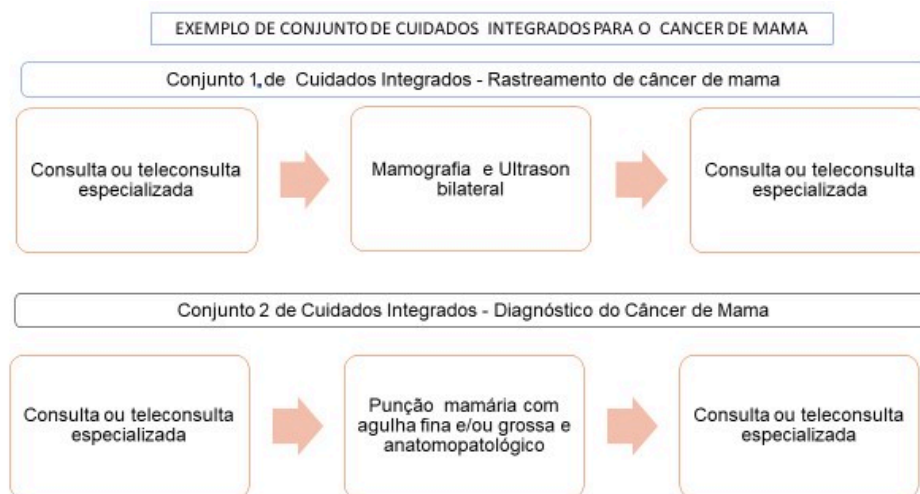 EXEMPLO DE CONJUNTO DE CUIDADOS INTEGRADOS PARA O CANCER DE MAMA
Conjunto 1, de Cuidados Integrados - Rastreamento de câncer de mama
Consulta ou teleconsulta
especializada
Mamografia e Ultrason
bilateral
Consulta ou teleconsulta
especializada
Conjunto 2 de Cuidados Integrados - Diagnóstico do Câncer de Mama
Consulta ou teleconsulta
especializada
Punção mamária com
agulha fina e/ou grossa e
anatomopatológico
Consulta ou teleconsulta
especializada